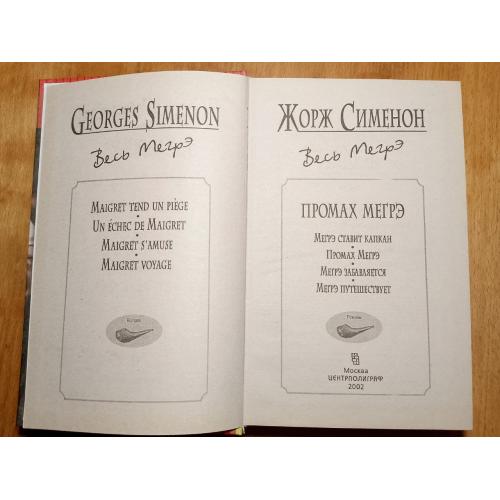 GEORGES SIMENON
Весь Мегрэ
MAIGRET TEND UN PIÈGE
UN ÉCHEC DE MAIGRET
MAIGRET S'AMUSE
MAIGRET VOYAGE
ЖОРЖ СИМЕНОН
Весь Мегрэ
ПРОМАХ МЕГРЭ
МЕГРЭ СТАВИТ КАПКАН
ПРОМАХ МЕГРЭ
МЕГРЭ ЗАБАВЛЯЕТСЯ
МЕГРЭ ПУТЕШЕСТВУЕТ
Москва
ЦЕНТРПОЛИГРАФ
2002